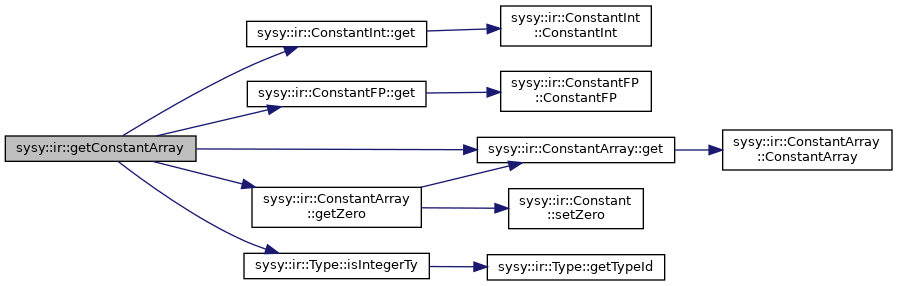 sysy::ir::getConstantArray
sysy::ir::ConstantInt::get
sysy::ir::ConstantInt
::ConstantInt
sysy::ir::ConstantFP::get
sysy::ir::ConstantFP
::ConstantFP
sysy::ir::ConstantArray::get
sysy::ir::ConstantArray
::ConstantArray
sysy::ir::ConstantArray
::getZero
sysy::ir::Constant
::setZero
sysy::ir::Type::isIntegerTy
sysy::ir::Type::getTypeId